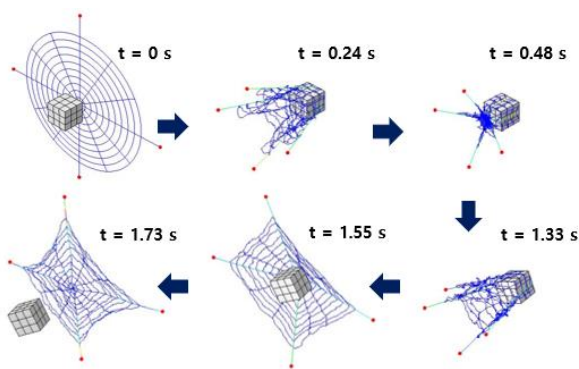 t = 0 s
t = 0.24 s
t = 0.48 s
t = 1.33 s
t = 1.55 s
t = 1.73 s